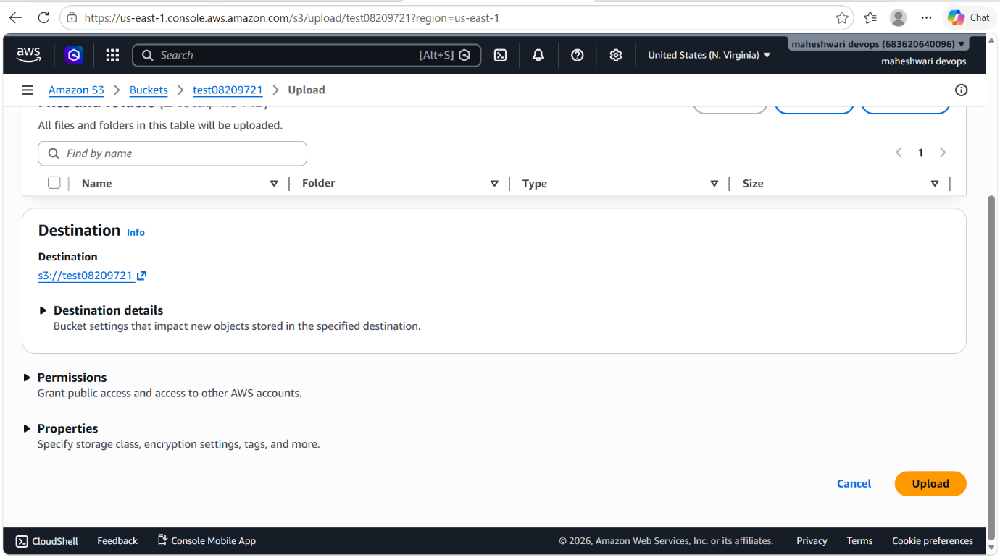 https://us-east-1.console.aws.amazon.com/s3/upload/test08209721?region=us-east-1
Chat
aws
Search
[Alt+S]
United States (N. Virginia)
maheshwari devops (683620640096)
maheshwari devops
Amazon S3
Buckets
test08209721
Upload
All files and folders in this table will be uploaded.
Find by name
1
Name
Folder
Type
Size
Destination Info
Destination
s3://test08209721
Destination details
Bucket settings that impact new objects stored in the specified destination.
Permissions
Grant public access and access to other AWS accounts.
Properties
Specify storage class, encryption settings, tags, and more.
Cancel
Upload
CloudShell
Feedback
Console Mobile App
© 2026, Amazon Web Services, Inc. or its affiliates.
Privacy
Terms
Cookie preferences